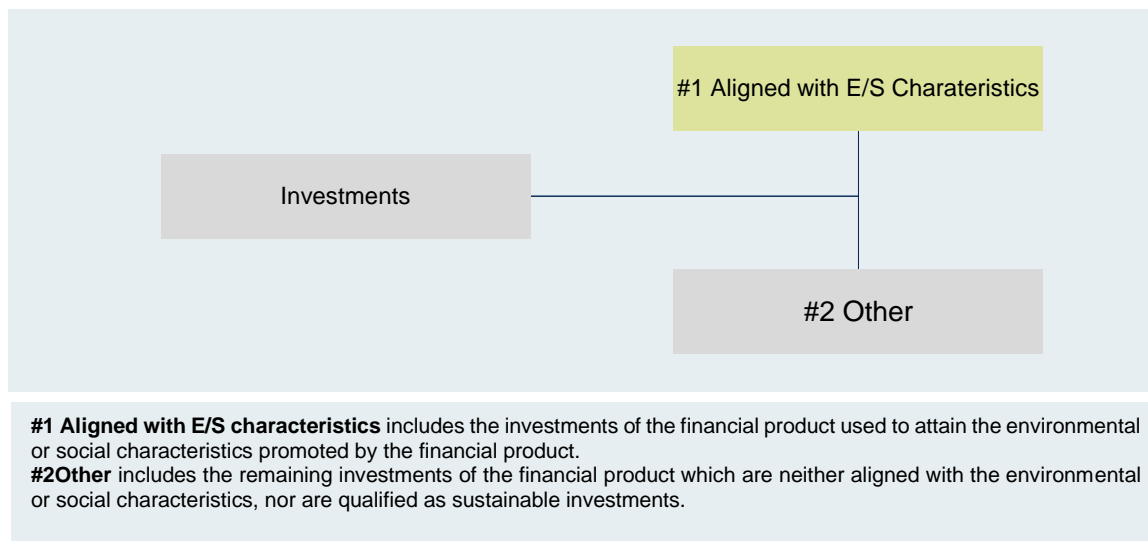 #1 Aligned with E/S Charateristics
Investments
#2 Other
#1 Aligned with E/S characteristics includes the investments of the financial product used to attain the environmental
or social characteristics promoted by the financial product.
#2Other includes the remaining investments of the financial product which are neither aligned with the environmental
or social characteristics, nor are qualified as sustainable investments.